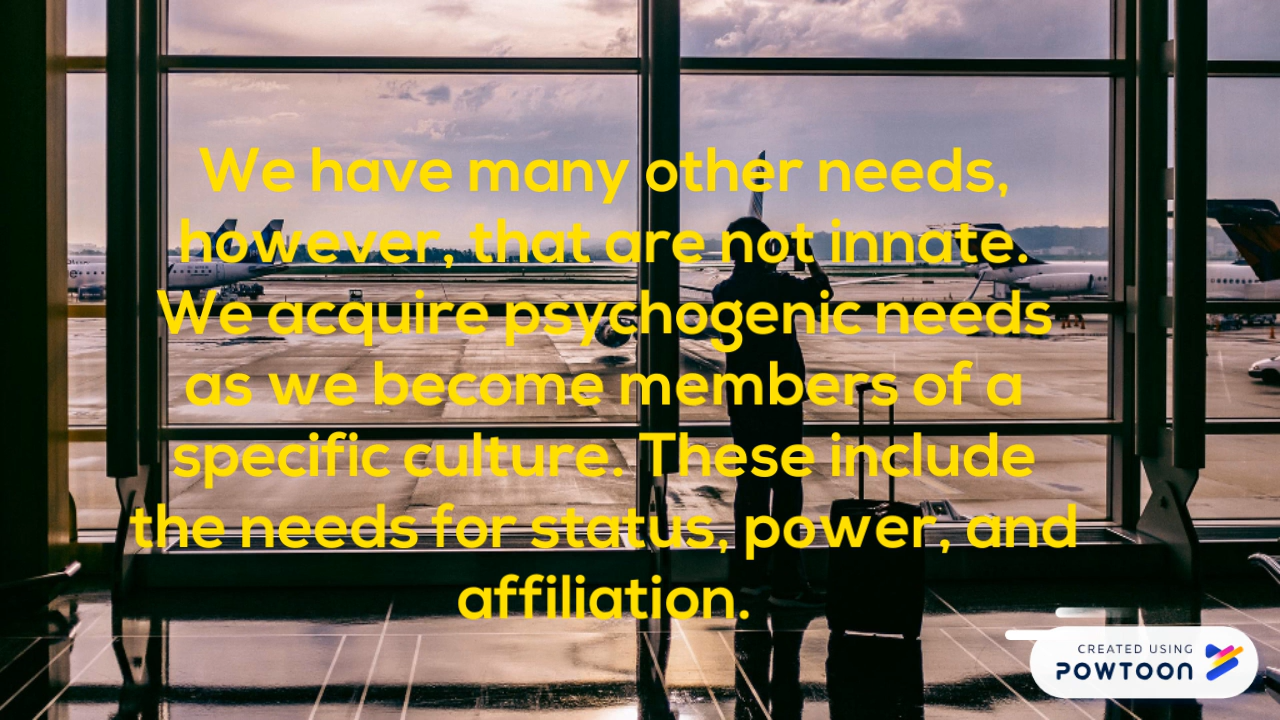 We have many other needs,
however, that are not innate.
We acquire psychogenic needs
as we become members of a
specific culture. These include
the needs for status, power, and
affiliation.
CREATED USING
POWTOON